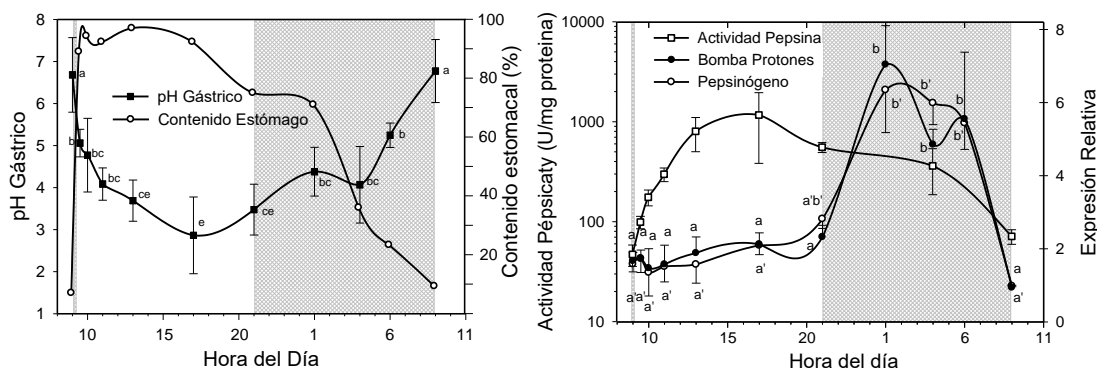 pH Gástrico
8
7
6
5
4
3
2
1
10
15
20
1
6
11
Hora del Día
100
80
60
40
20
Contenido estomacal (%)
pH Gástrico
Contenido Estómago
a
b
bc
bc
ce
e
ce
bc
bc
b
a
Actividad Pépsicaty (U/mg proteina)
10000
1000
100
10
10
15
20
1
6
11
Hora del día
8
6
4
2
0
Expresión Relativa
Actividad Pepsina
Bomba Protones
Pepsinógeno
a
a
a
a
a
a
a
b
b
b
a
a'
a'
a'
a'
a'
a'
a'b'
b'
b'
b'
a'